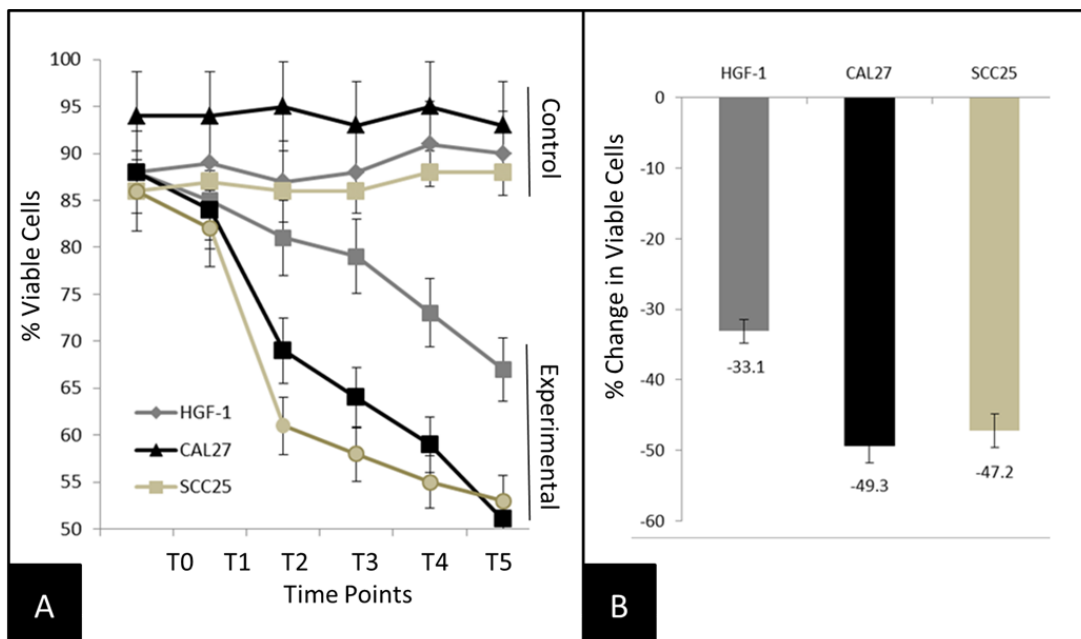 100
95
90
85
80
75
70
65
60
55
50
% Viable Cells
HGF-1
CAL27
SCC25
Control
Experimental
T0 T1 T2 T3 T4 T5
Time Points
A
HGF-1 CAL27 SCC25
0
-10
-20
-30
-40
-50
-60
% Change in Viable Cells
-33.1
-49.3
-47.2
B